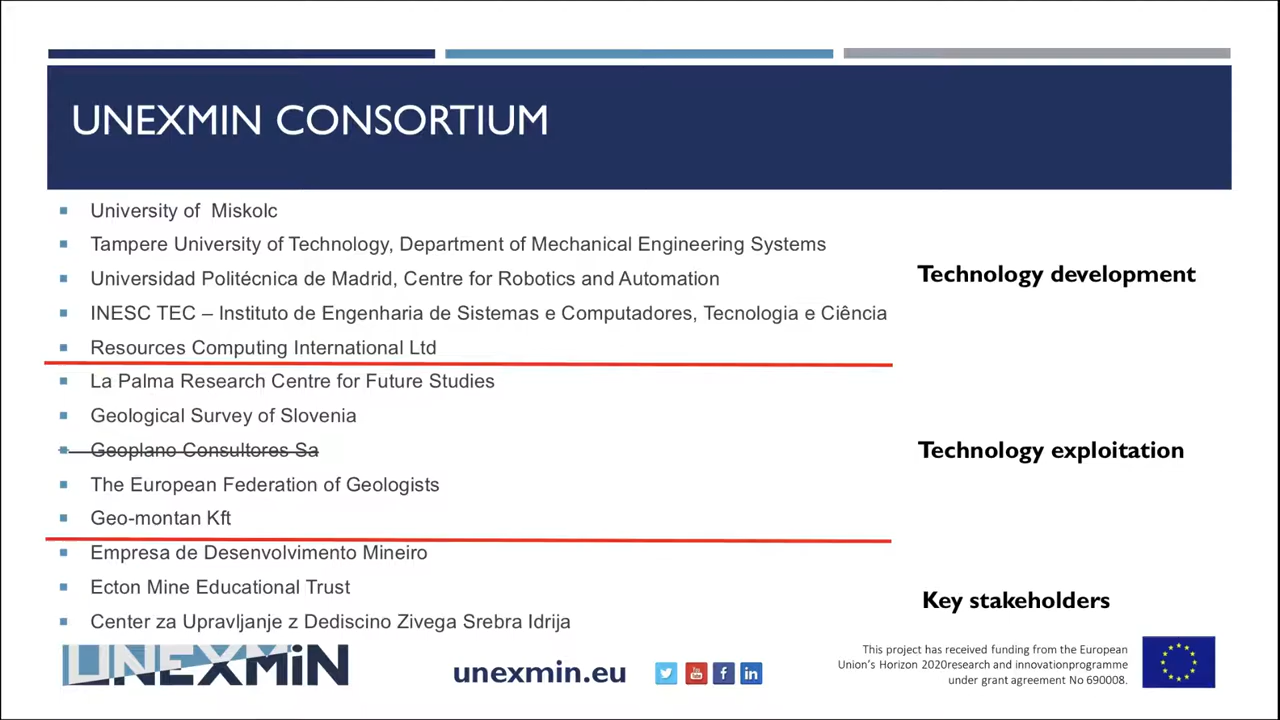 UNEXMIN CONSORTIUM
University of Miskolc
Tampere University of Technology, Department of Mechanical Engineering Systems
Universidad Politécnica de Madrid, Centre for Robotics and Automation
Technology development
INESC TEC – Instituto de Engenharia de Sistemas e Computadores, Tecnologia e Ciência
Resources Computing International Ltd
La Palma Research Centre for Future Studies
Geological Survey of Slovenia
Geoplano Consultores Sa
Technology exploitation
The European Federation of Geologists
Geo-montan Kft
Empresa de Desenvolvimento Mineiro
Ecton Mine Educational Trust
Key stakeholders
Center za Upravljanje z Dediscino Zivega Srebra Idrija
UNEXMiN
unexmin.eu
You Tube
f
in
This project has received funding from the European
Union's Horizon 2020research and innovationprogramme
under grant agreement No 690008.